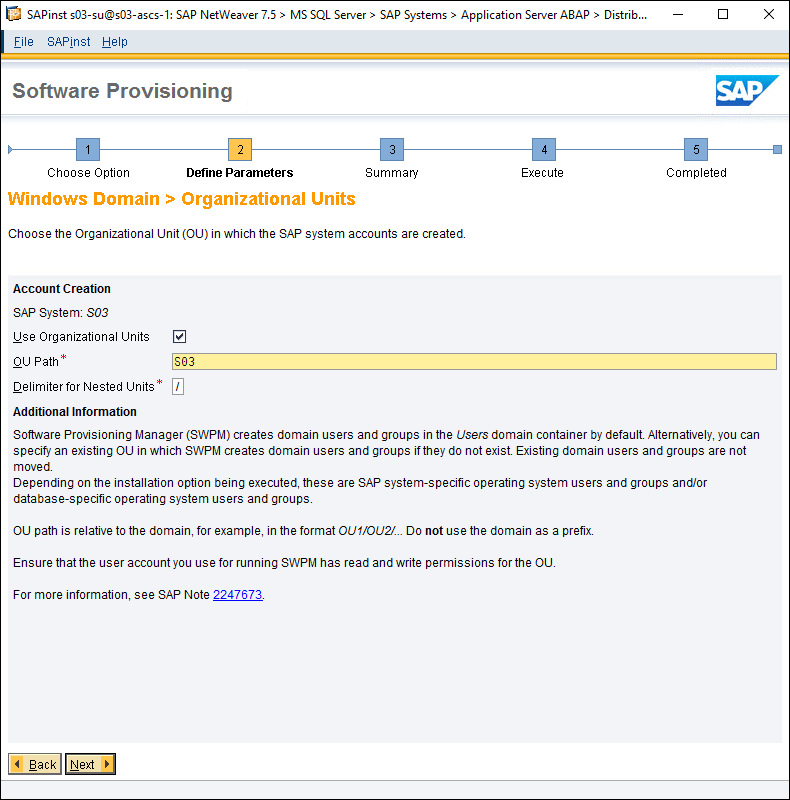 SAPinst s03-su@s03-ascs-1: SAP NetWeaver 7.5 > MS SQL Server > SAP Systems > Application Server ABAP > Distrib...
File SAPinst Help
Software Provisioning
SAP
1 2 3 4 5
Choose Option Define Parameters Summary Execute Completed
Windows Domain > Organizational Units
Choose the Organizational Unit (OU) in which the SAP system accounts are created.
Account Creation
SAP System: S03
Use Organizational Units
OU Path* S03
Delimiter for Nested Units* /
Additional Information
Software Provisioning Manager (SWPM) creates domain users and groups in the Users domain container by default. Alternatively, you can
specify an existing OU in which SWPM creates domain users and groups if they do not exist. Existing domain users and groups are not
moved.
Depending on the installation option being executed, these are SAP system-specific operating system users and groups and/or
database-specific operating system users and groups.
OU path is relative to the domain, for example, in the format OU1/OU2/... Do not use the domain as a prefix.
Ensure that the user account you use for running SWPM has read and write permissions for the OU.
For more information, see SAP Note 2247673.
Back Next